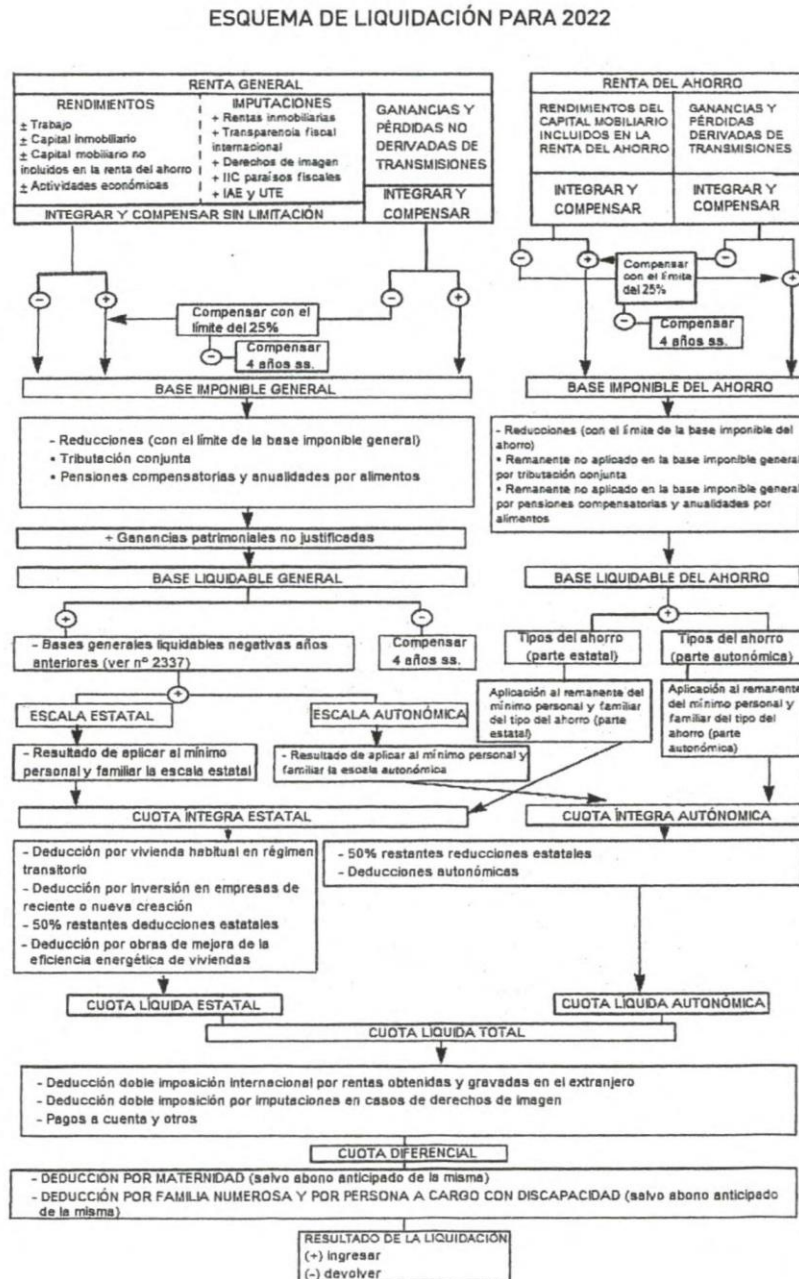 ESQUEMA DE LIQUIDACIÓN PARA 2022
RENTA GENERAL
RENDIMIENTOS
± Trabajo
± Capital inmobiliario
± Capital mobiliario no
incluidos en la renta del ahorro
± Actividades económicas
IMPUTACIONES
+ Rentas inmobiliarias
+ Transparencia fiscal
internacional
+ Derechos de imagen
+ IIC paraísos fiscales
+ IAE y UTE
INTEGRAR Y COMPENSAR SIN LIMITACIÓN
GANANCIAS Y
PÉRDIDAS NO
DERIVADAS DE
TRANSMISIONES
INTEGRAR Y
COMPENSAR
RENTA DEL AHORRO
RENDIMIENTOS DEL
CAPITAL MOBILIARIO
INCLUIDOS EN LA
RENTA DEL AHORRO
INTEGRAR Y
COMPENSAR
GANANCIAS Y
PÉRDIDAS
DERIVADAS DE
TRANSMISIONES
INTEGRAR Y
COMPENSAR
Compensar con el
límite del 25%
Compensar
4 años ss.
Compensar
con el límite
del 25%
Compensar
4 años ss.
BASE IMPONIBLE GENERAL
BASE IMPONIBLE DEL AHORRO
- Reducciones (con el límite de la base imponible general)
• Tributación conjunta
• Pensiones compensatorias y anualidades por alimentos
- Reducciones (con el límite de la base imponible del
ahorro)
• Remanente no aplicado en la base imponible general
por tributación conjunta
• Remanente no aplicado en la base imponible general
por pensiones compensatorias y anualidades por
alimentos
+ Ganancias patrimoniales no justificadas
BASE LIQUIDABLE GENERAL
BASE LIQUIDABLE DEL AHORRO
- Bases generales liquidables negativas años
anteriores (ver nº 2337)
Compensar
4 años ss.
Tipos del ahorro
(parte estatal)
Tipos del ahorro
(parte autonómica)
ESCALA ESTATAL
ESCALA AUTONÓMICA
Aplicación al remanente del
mínimo personal y familiar
del tipo del ahorro (parte
estatal)
Aplicación al remanente
del mínimo personal y
familiar del tipo del
ahorro (parte
autonómica)
- Resultado de aplicar al mínimo
personal y familiar la escala estatal
- Resultado de aplicar al mínimo personal y
familiar la escala autonómica
CUOTA ÍNTEGRA ESTATAL
CUOTA ÍNTEGRA AUTÓNOMICA
- Deducción por vivienda habitual en régimen
transitorio
- Deducción por inversión en empresas de
reciente o nueva creación
- 50% restantes deducciones estatales
- Deducción por obras de mejora de la
eficiencia energética de viviendas
- 50% restantes reducciones estatales
- Deducciones autonómicas
CUOTA LÍQUIDA ESTATAL
CUOTA LÍQUIDA AUTONÓMICA
CUOTA LÍQUIDA TOTAL
- Deducción doble imposición internacional por rentas obtenidas y gravadas en el extranjero
- Deducción doble imposición por imputaciones en casos de derechos de imagen
- Pagos a cuenta y otros
CUOTA DIFERENCIAL
- DEDUCCIÓN POR MATERNIDAD (salvo abono anticipado de la misma)
- DEDUCCIÓN POR FAMILIA NUMEROSA Y POR PERSONA A CARGO CON DISCAPACIDAD (salvo abono anticipado
de la misma)
RESULTADO DE LA LIQUIDACIÓN
(+) ingresar
(-) devolver